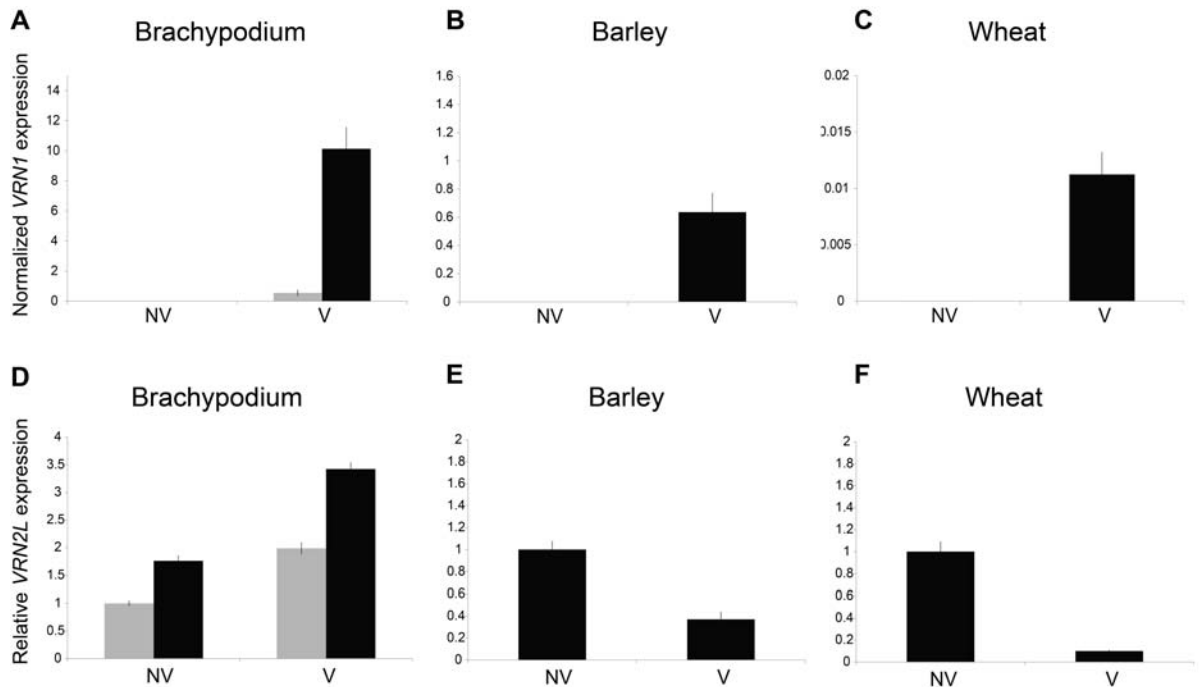 A
Brachypodium
B
Barley
C
Wheat
Normalized VRN1 expression
14
12
10
8
6
4
2
0
NV
V
1.6
1.4
1.2
1
0.8
0.6
0.4
0.2
0
NV
V
0.02
0.015
0.01
0.005
0
NV
V
D
Brachypodium
E
Barley
F
Wheat
Relative VRN2L expression
4
3.5
3
2.5
2
1.5
1
0.5
0
NV
V
2
1.8
1.6
1.4
1.2
1
0.8
0.6
0.4
0.2
0
NV
V
2
1.8
1.6
1.4
1.2
1
0.8
0.6
0.4
0.2
0
NV
V